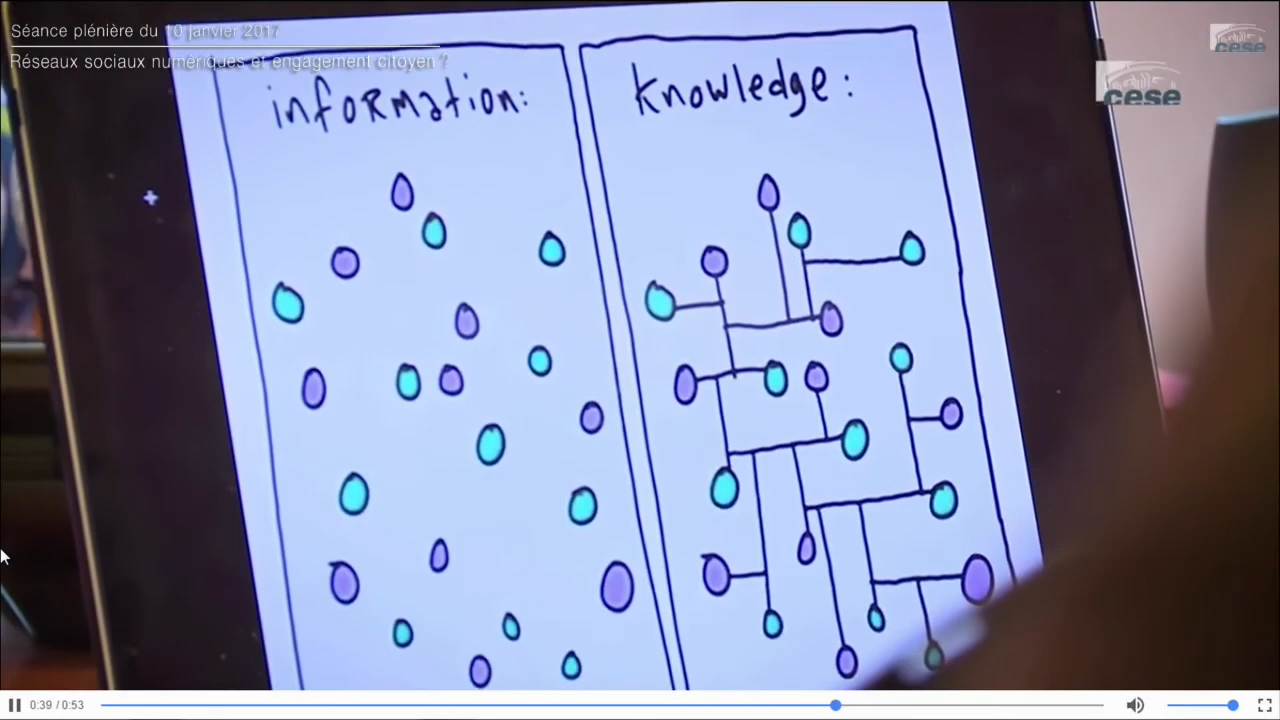 Séance plénière du 10 janvier 2017
Réseaux sociaux numériques et engagement citoyen ?
cese
cese
information:
knowledge:
0:39 / 0:53